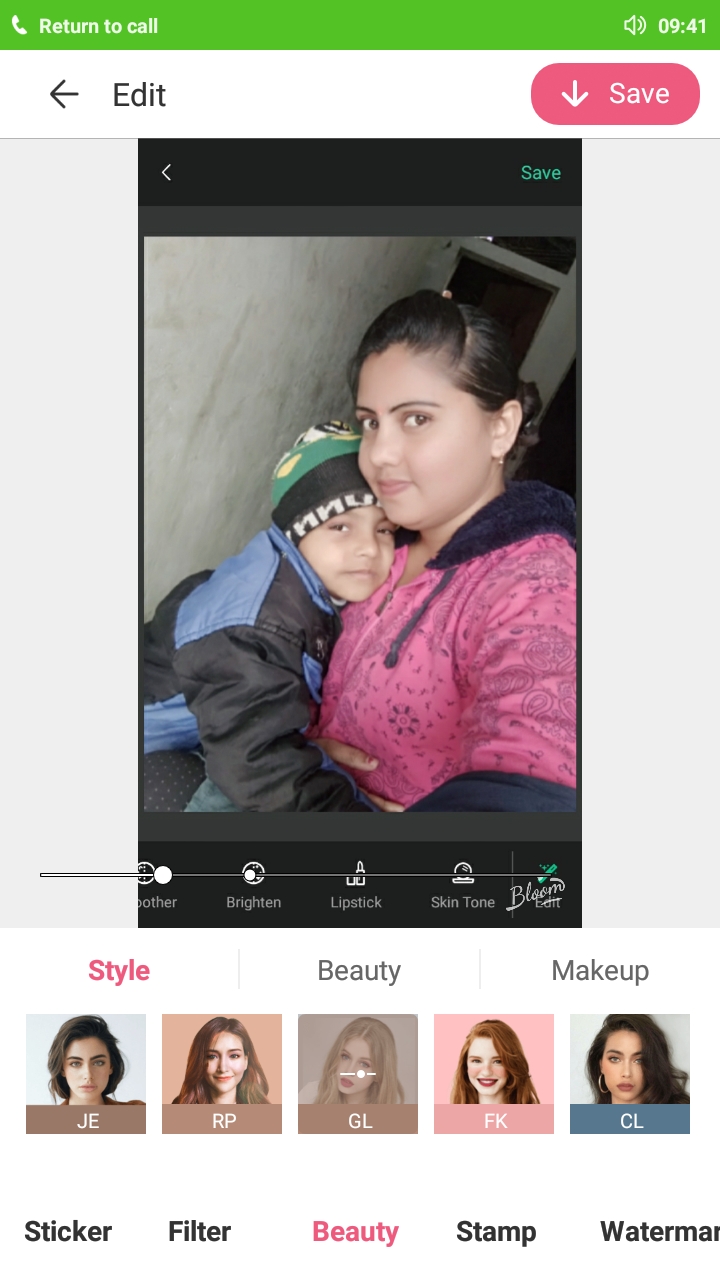 Return to call 09:41
Edit Save
Save
oother Brighten Lipstick Skin Tone Edit
Bloom
Style Beauty Makeup
JE RP GL FK CL
Sticker Filter Beauty Stamp Watermar